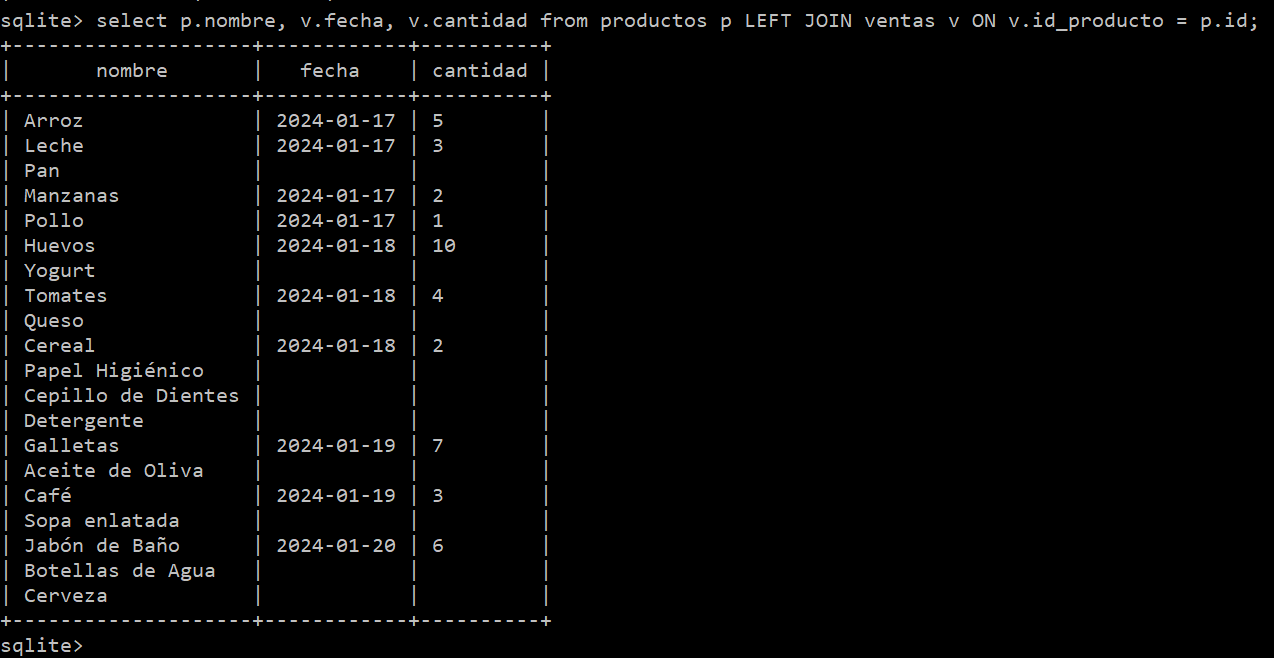 sqlite> select p.nombre, v.fecha, v.cantidad from productos p LEFT JOIN ventas v ON v.id_producto = p.id;
+--------------------+------------+----------+
|       nombre       |   fecha    | cantidad |
+--------------------+------------+----------+
| Arroz              | 2024-01-17 | 5        |
| Leche              | 2024-01-17 | 3        |
| Pan                |            |          |
| Manzanas           | 2024-01-17 | 2        |
| Pollo              | 2024-01-17 | 1        |
| Huevos             | 2024-01-18 | 10       |
| Yogurt             |            |          |
| Tomates            | 2024-01-18 | 4        |
| Queso              |            |          |
| Cereal             | 2024-01-18 | 2        |
| Papel Higiénico    |            |          |
| Cepillo de Dientes |            |          |
| Detergente         |            |          |
| Galletas           | 2024-01-19 | 7        |
| Aceite de Oliva    |            |          |
| Café               | 2024-01-19 | 3        |
| Sopa enlatada      |            |          |
| Jabón de Baño      | 2024-01-20 | 6        |
| Botellas de Agua   |            |          |
| Cerveza            |            |          |
+--------------------+------------+----------+
sqlite>